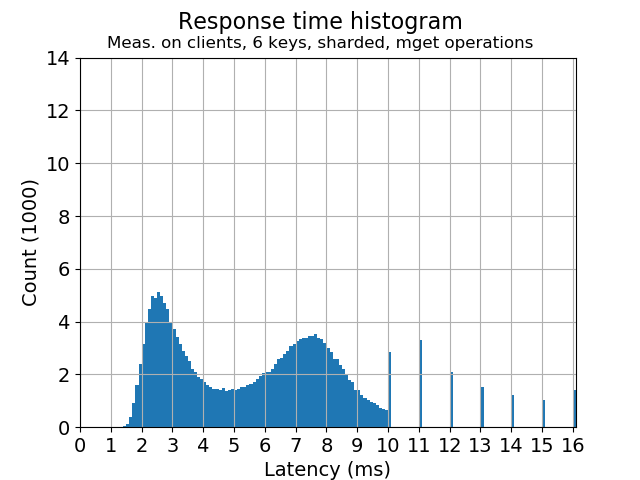 Response time histogram
Meas. on clients, 6 keys, sharded, mget operations
14
12
10
8
6
4
2
0
Count (1000)
0 1 2 3 4 5 6 7 8 9 10 11 12 13 14 15 16
Latency (ms)